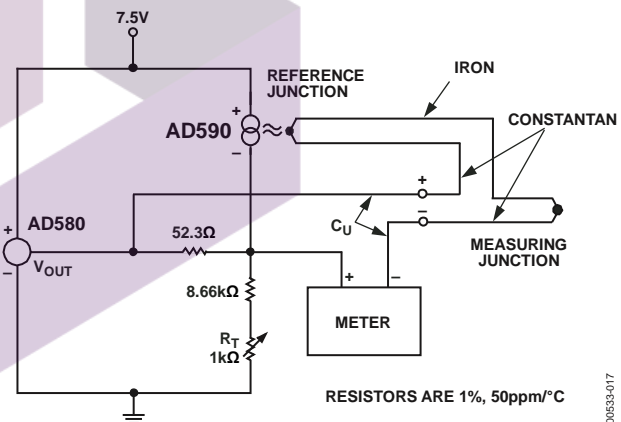 7.5V
REFERENCE
JUNCTION
IRON
CONSTANTAN
+
AD590
–
+
–
CU
MEASURING
JUNCTION
+
AD580
–
VOUT
52.3Ω
8.66kΩ
RT
1kΩ
+
–
METER
RESISTORS ARE 1%, 50ppm/°C
00533-017